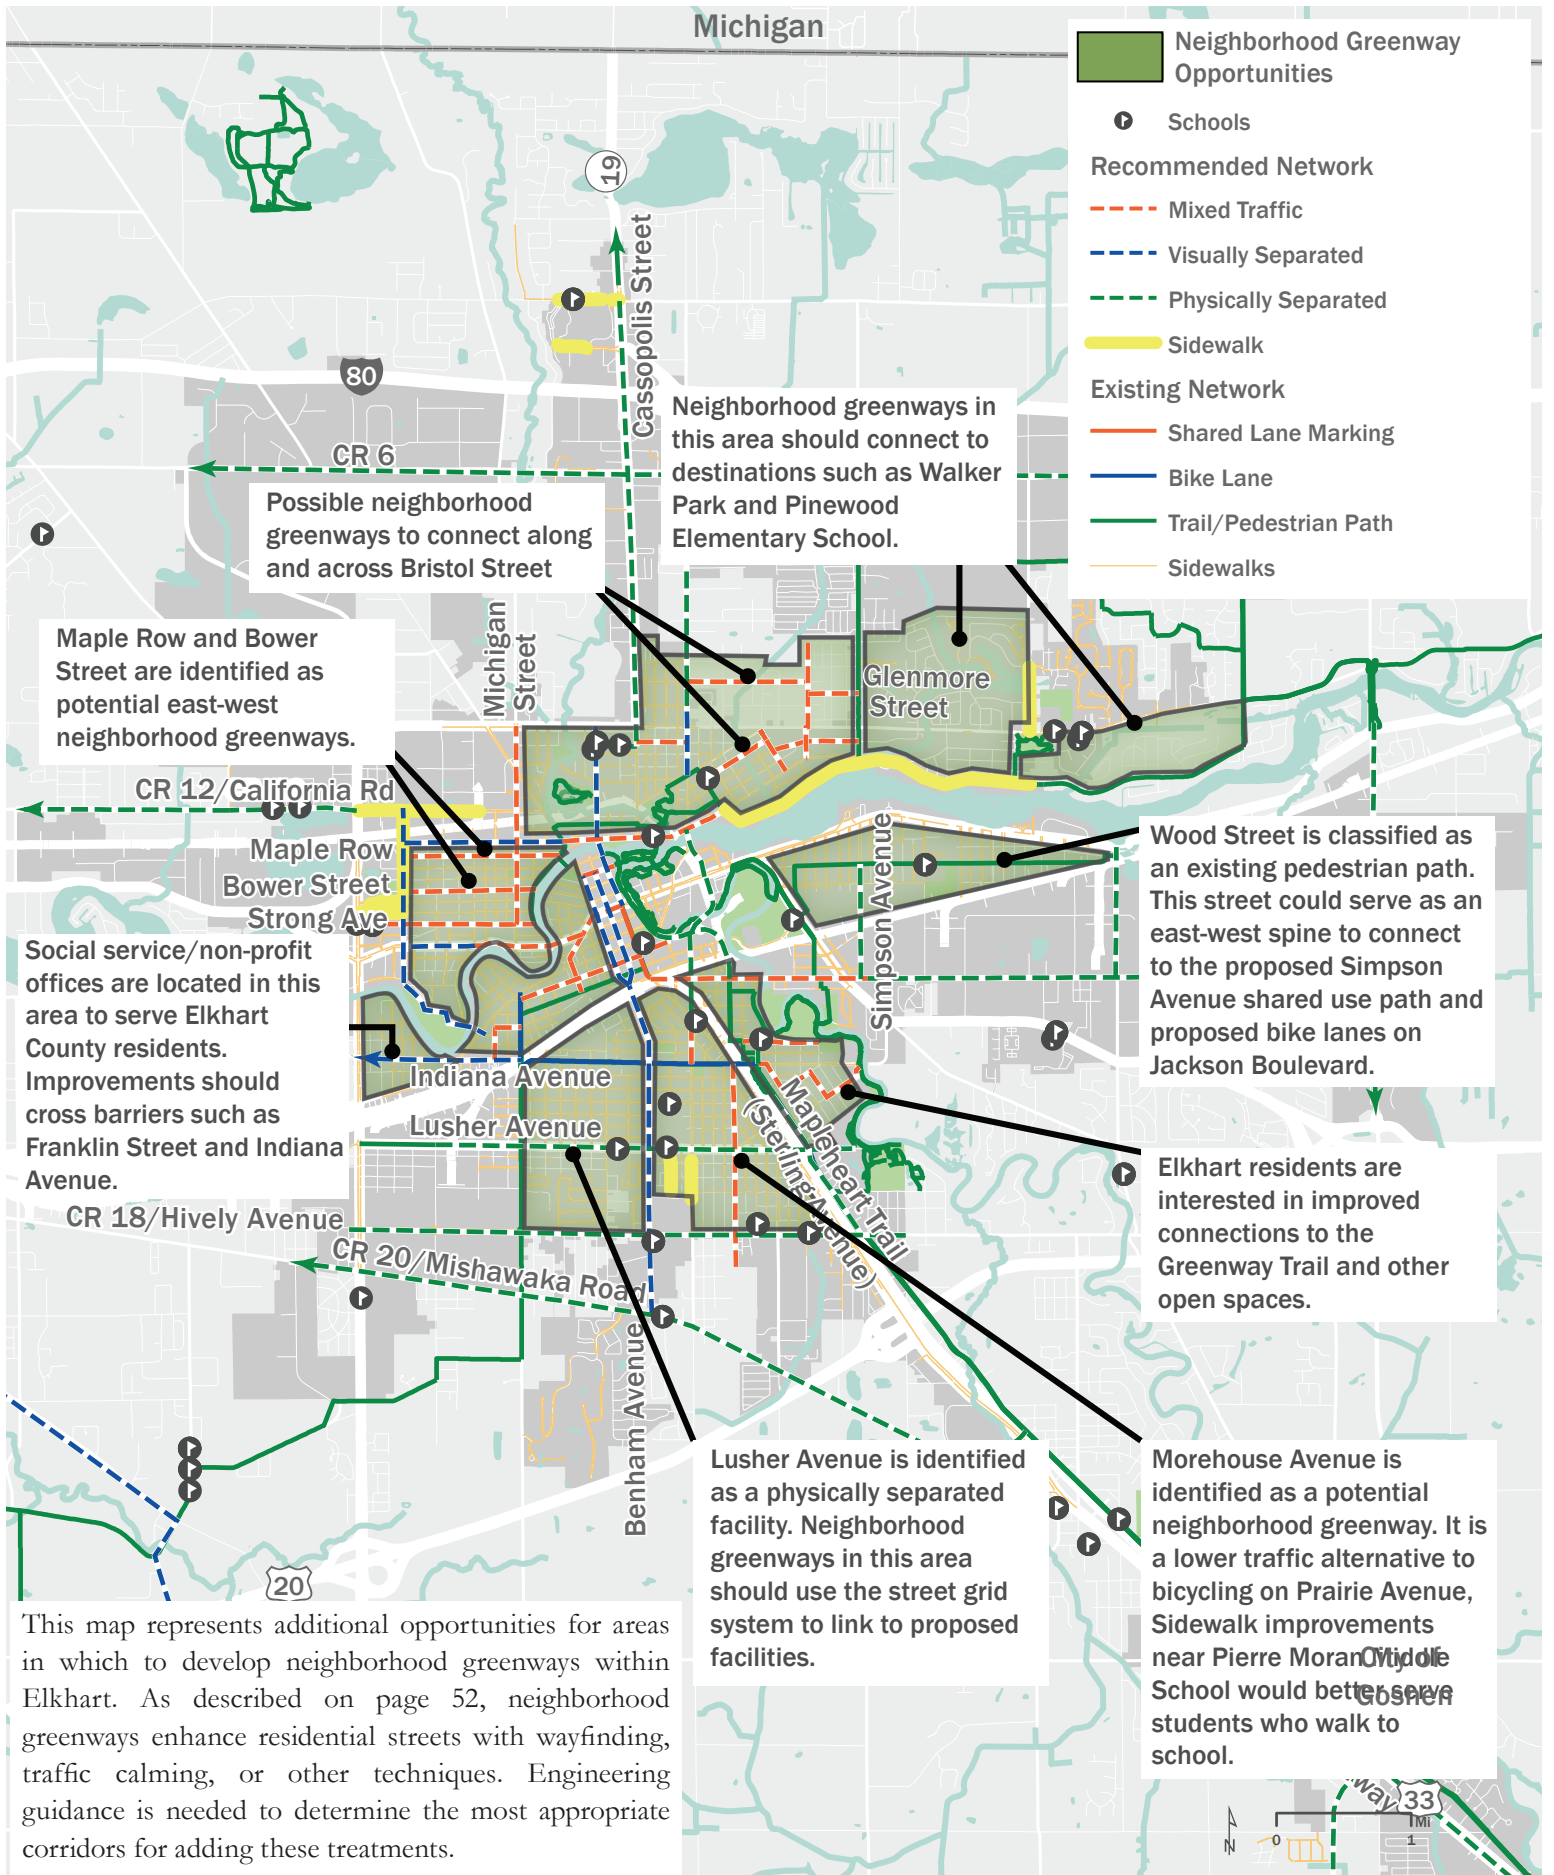 Michigan
Neighborhood Greenway
Opportunities
Schools
Recommended Network
Mixed Traffic
Visually Separated
Physically Separated
Sidewalk
Existing Network
Shared Lane Marking
Bike Lane
Trail/Pedestrian Path
Sidewalks
19
Cassopolis Street
80
CR 6
Neighborhood greenways in
this area should connect to
destinations such as Walker
Park and Pinewood
Elementary School.
Possible neighborhood
greenways to connect along
and across Bristol Street
Maple Row and Bower
Street are identified as
potential east-west
neighborhood greenways.
Michigan
Street
Glenmore
Street
CR 12/California Rd
Maple Row
Bower Street
Strong Ave
Simpson Avenue
Wood Street is classified as
an existing pedestrian path.
This street could serve as an
east-west spine to connect
to the proposed Simpson
Avenue shared use path and
proposed bike lanes on
Jackson Boulevard.
Social service/non-profit
offices are located in this
area to serve Elkhart
County residents.
Improvements should
cross barriers such as
Franklin Street and Indiana
Avenue.
Indiana Avenue
Lusher Avenue
Mapleheart Trail
(Sterling Avenue)
CR 18/Hively Avenue
CR 20/Mishawaka Road
Benham Avenue
Elkhart residents are
interested in improved
connections to the
Greenway Trail and other
open spaces.
Lusher Avenue is identified
as a physically separated
facility. Neighborhood
greenways in this area
should use the street grid
system to link to proposed
facilities.
Morehouse Avenue is
identified as a potential
neighborhood greenway. It is
a lower traffic alternative to
bicycling on Prairie Avenue,
Sidewalk improvements
near Pierre Moran Middle
School would better serve
students who walk to
school.
City of
Goshen
20
This map represents additional opportunities for areas
in which to develop neighborhood greenways within
Elkhart. As described on page 52, neighborhood
greenways enhance residential streets with wayfinding,
traffic calming, or other techniques. Engineering
guidance is needed to determine the most appropriate
corridors for adding these treatments.
33
N
Mi
0 1